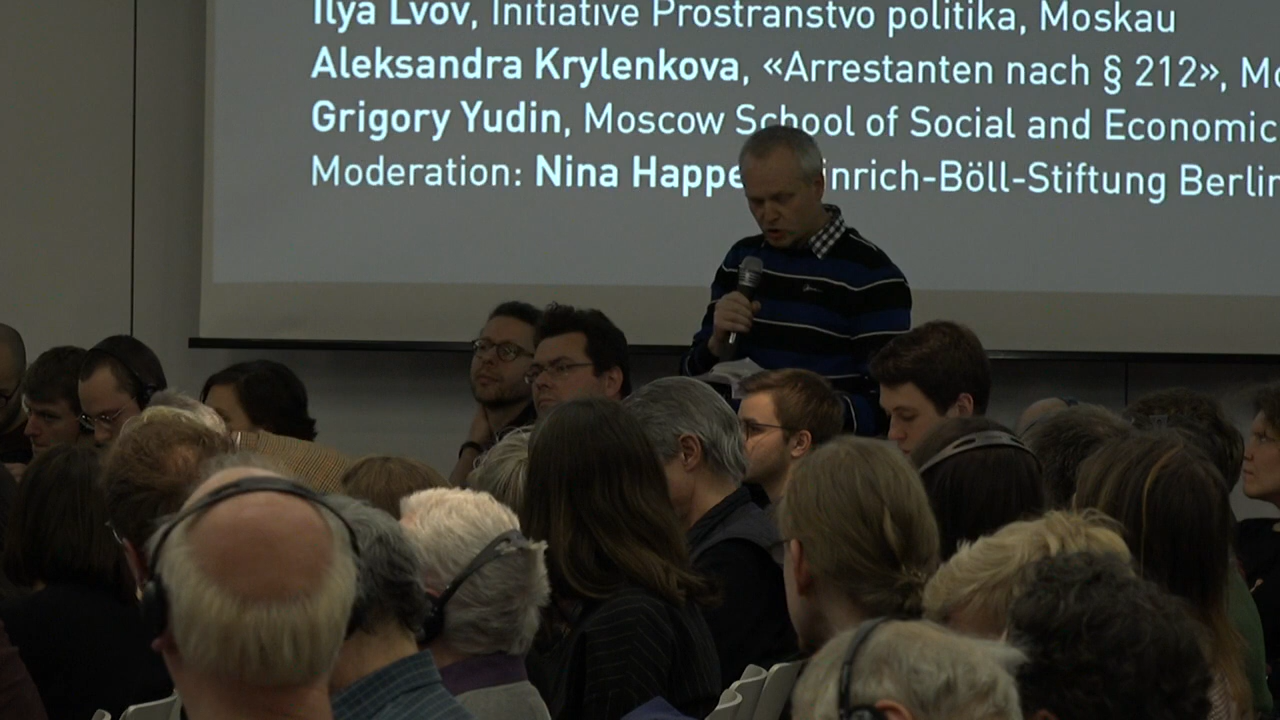 Ilya Lvov, Initiative Prostranstvo politika, Moskau
Aleksandra Krylenkova, «Arrestanten nach § 212»,
Grigory Yudin, Moscow School of Social and Economic
Moderation: Nina Happe inrich-Böll-Stiftung Berlin